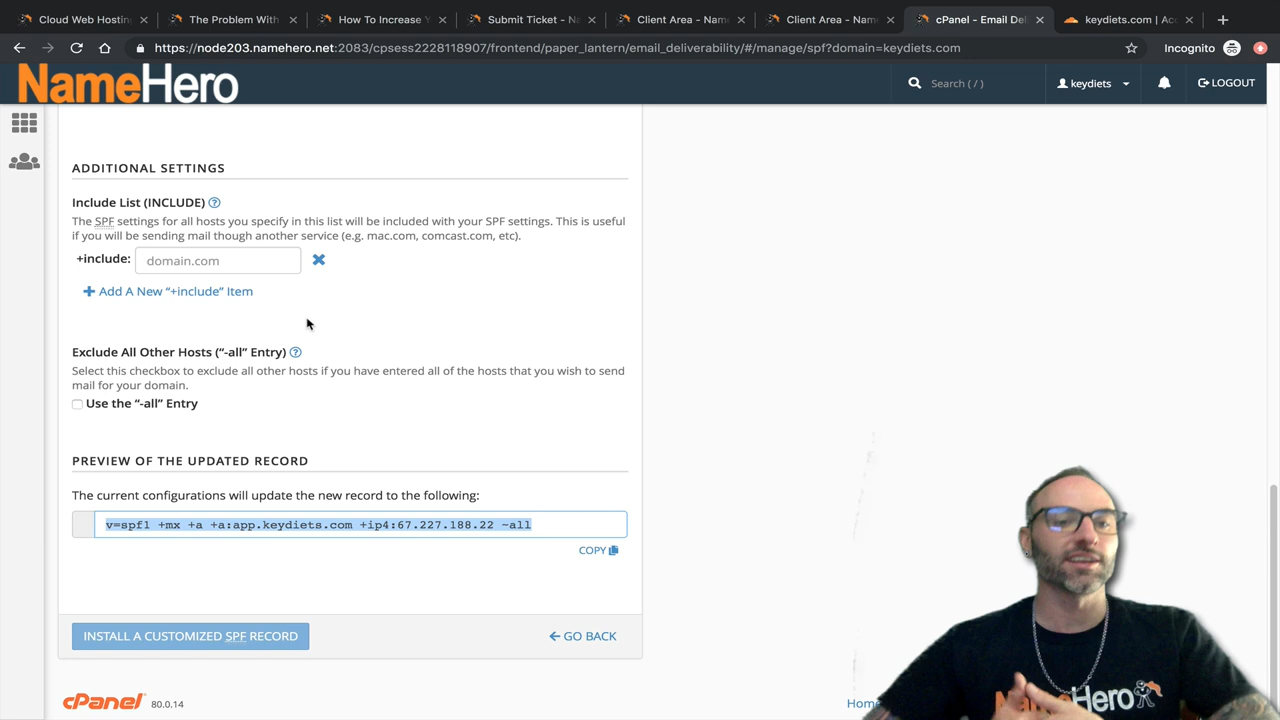 Cloud Web Hosting
The Problem With
How To Increase Y
Submit Ticket - Na
Client Area - Name
Client Area - Name
cPanel - Email Deli
keydiets.com | Acc
https://node203.namehero.net:2083/cpsess2228118907/frontend/paper_lantern/email_deliverability/#/manage/spf?domain=keydiets.com
Incognito
NameHero
Search ( / )
keydiets
LOGOUT
ADDITIONAL SETTINGS
Include List (INCLUDE)
The SPF settings for all hosts you specify in this list will be included with your SPF settings. This is useful
if you will be sending mail though another service (e.g. mac.com, comcast.com, etc).
+include: domain.com
Add A New “+include” Item
Exclude All Other Hosts (“-all” Entry)
Select this checkbox to exclude all other hosts if you have entered all of the hosts that you wish to send
mail for your domain.
Use the “-all” Entry
PREVIEW OF THE UPDATED RECORD
The current configurations will update the new record to the following:
v=spf1 +mx +a +a:app.keydiets.com +ip4:67.227.188.22 ~all
COPY
INSTALL A CUSTOMIZED SPF RECORD
GO BACK
cPanel 80.0.14
Home
NameHero